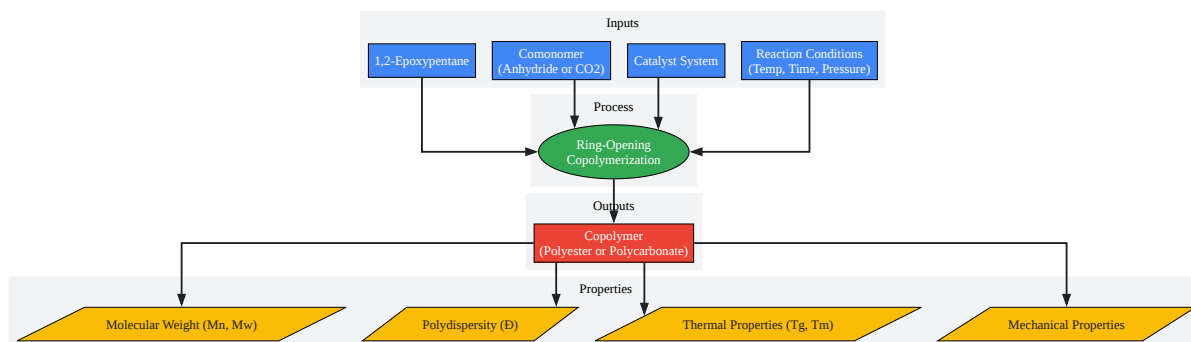 Inputs
1,2-Epoxypentane
Comonomer
(Anhydride or CO2)
Catalyst System
Reaction Conditions
(Temp, Time, Pressure)
Process
Ring-Opening
Copolymerization
Outputs
Copolymer
(Polyester or Polycarbonate)
Properties
Molecular Weight (Mn, Mw)
Polydispersity (Đ)
Thermal Properties (Tg, Tm)
Mechanical Properties